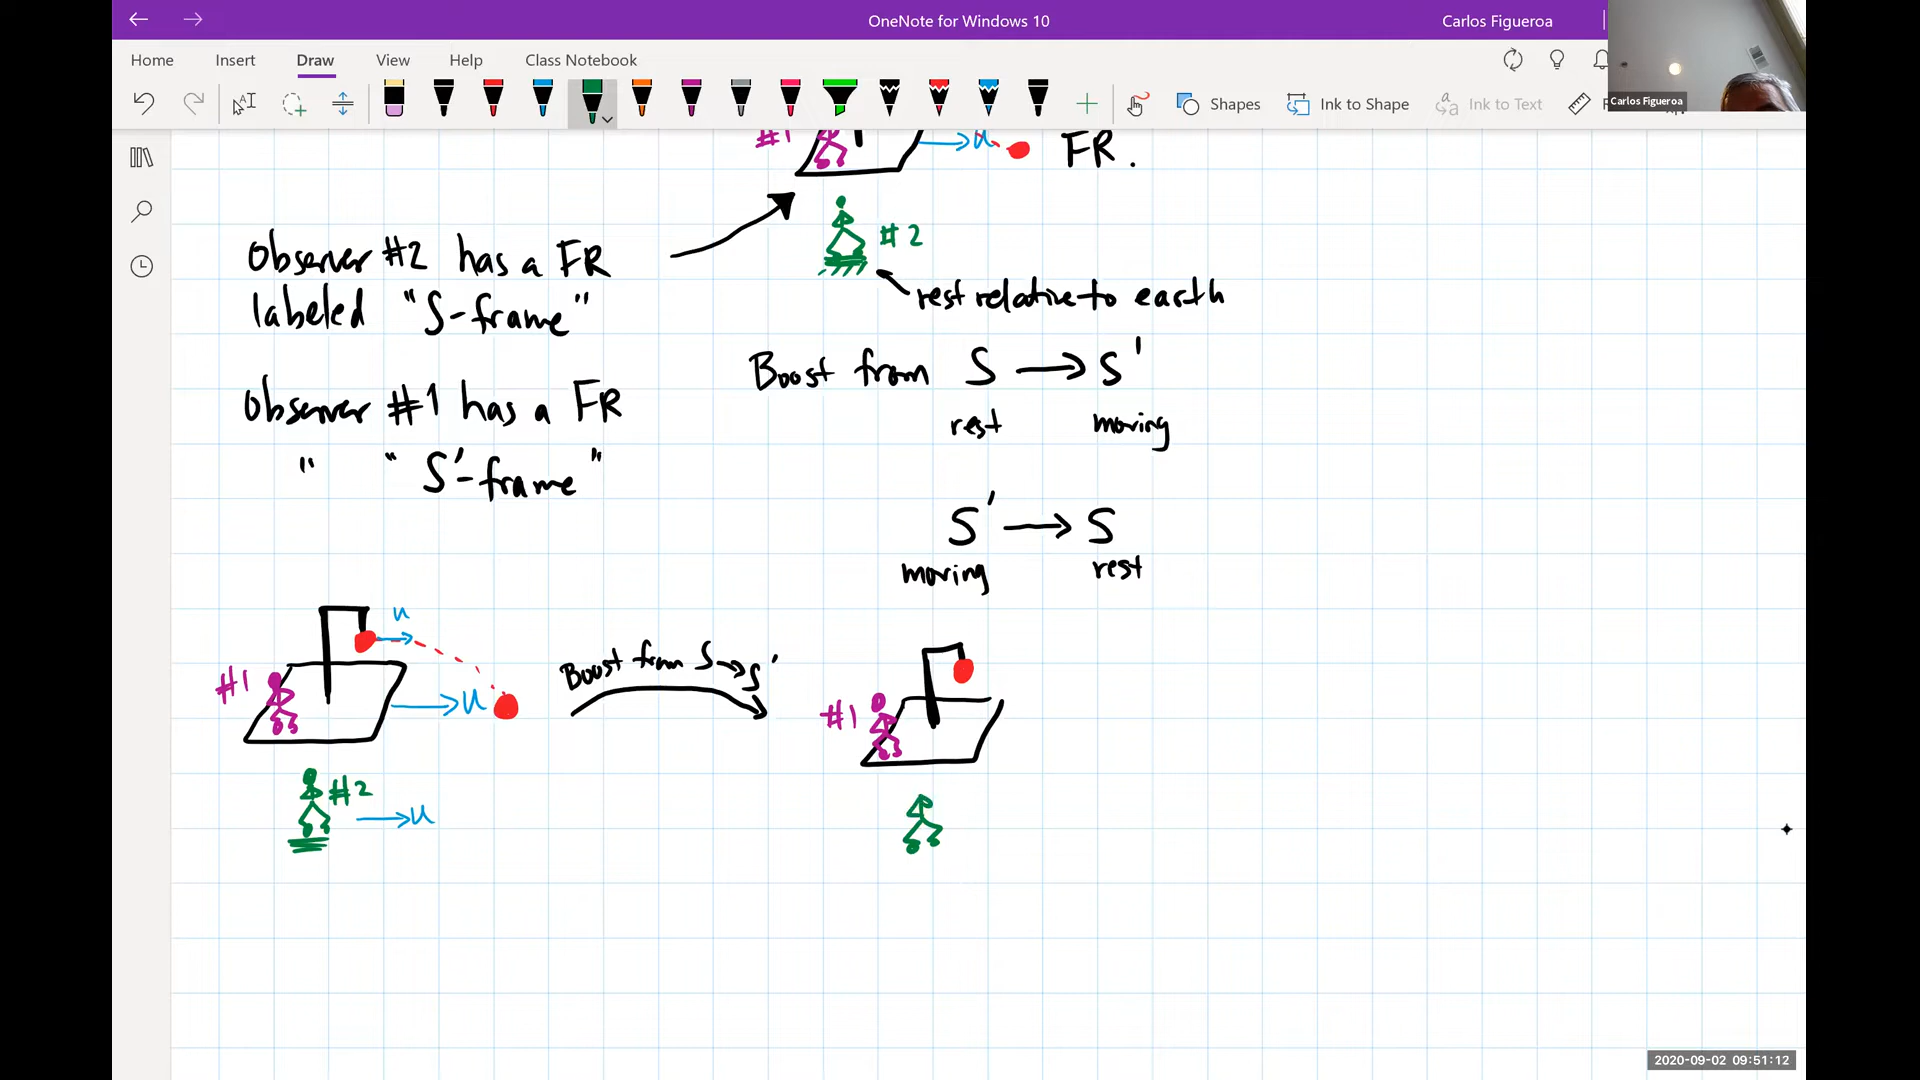 OneNote for Windows 10
Carlos Figueroa
Home Insert Draw View Help Class Notebook
Shapes Ink to Shape Ink to Text
Carlos Figueroa
#1 u FR.
#2
rest relative to earth
Observer #2 has a FR
labeled "S-frame"
Boost from S → S'
rest moving
Observer #1 has a FR
" " S'-frame"
S' → S
moving rest
u
#1 u
Boost from S→S'
#1
#2 → u
2020-09-02 09:51:12